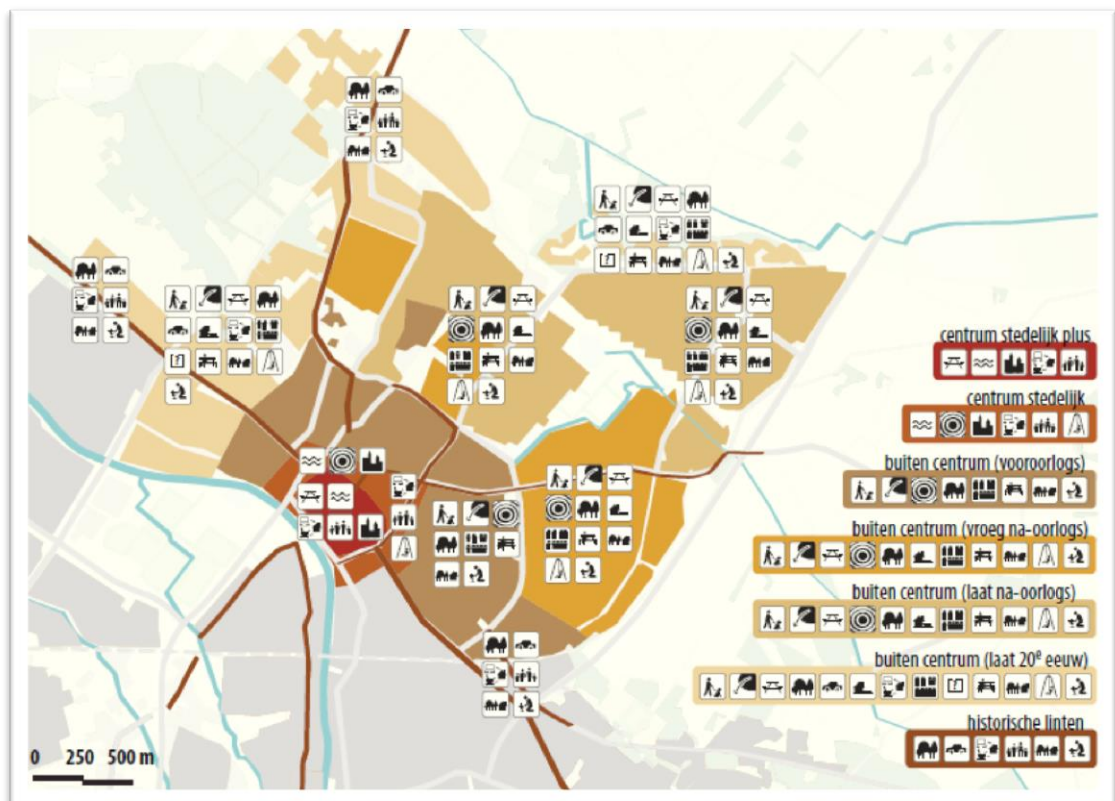 centrum stedelijk plus
centrum stedelijk
buiten centrum (vooroorlogs)
buiten centrum (vroeg na-oorlogs)
buiten centrum (laat na-oorlogs)
buiten centrum (laat 20e eeuw)
historische linten
0 250 500 m